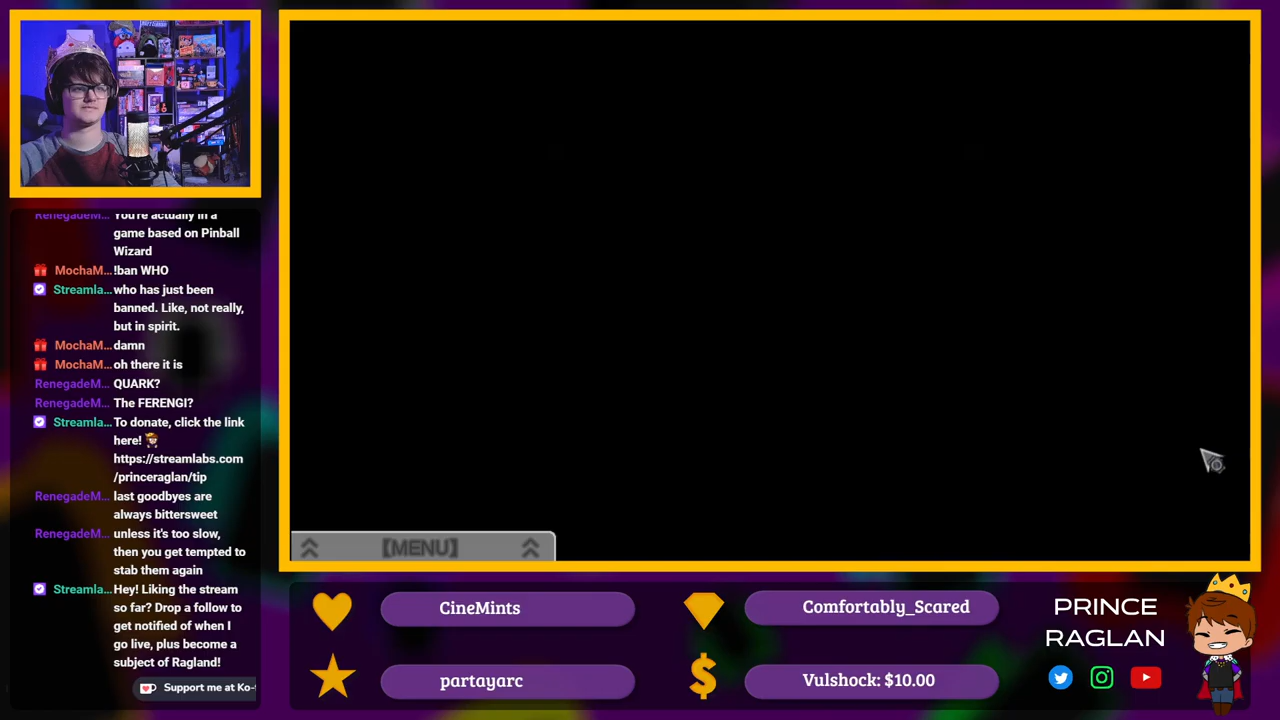 RenegadeM... You're actually in a
game based on Pinball
Wizard
MochaM... !ban WHO
Streamla... who has just been
banned. Like, not really,
but in spirit.
MochaM... damn
MochaM... oh there it is
RenegadeM... QUARK?
RenegadeM... The FERENGI?
Streamla... To donate, click the link
here!
https://streamlabs.com
/princeraglan/tip
RenegadeM... last goodbyes are
always bittersweet
RenegadeM... unless it's too slow,
then you get tempted to
stab them again
Streamla... Hey! Liking the stream
so far? Drop a follow to
get notified of when I
go live, plus become a
subject of Ragland!
Support me at Ko-
【MENU】
CineMints
Comfortably_Scared
partayarc
Vulshock: $10.00
PRINCE
RAGLAN